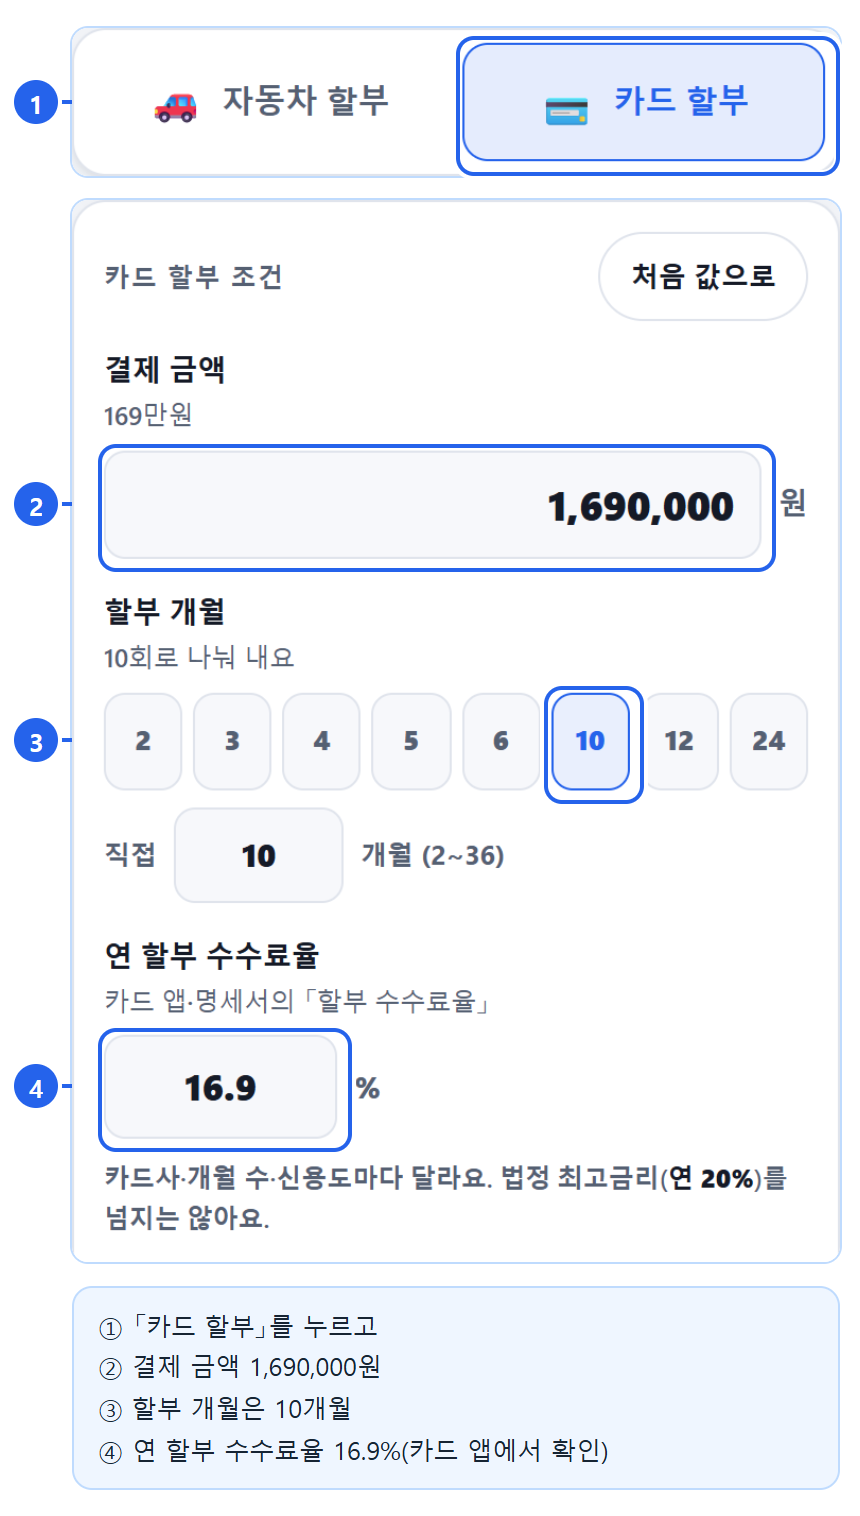 1
자동차 할부
카드 할부
카드 할부 조건
처음 값으로
결제 금액
169만원
2
1,690,000 원
할부 개월
10회로 나눠 내요
3
2 3 4 5 6 10 12 24
직접 10 개월 (2~36)
연 할부 수수료율
카드 앱·명세서의 「할부 수수료율」
4
16.9 %
카드사·개월 수·신용도마다 달라요. 법정 최고금리(연 20%)를
넘지는 않아요.
① 「카드 할부」를 누르고
② 결제 금액 1,690,000원
③ 할부 개월은 10개월
④ 연 할부 수수료율 16.9%(카드 앱에서 확인)